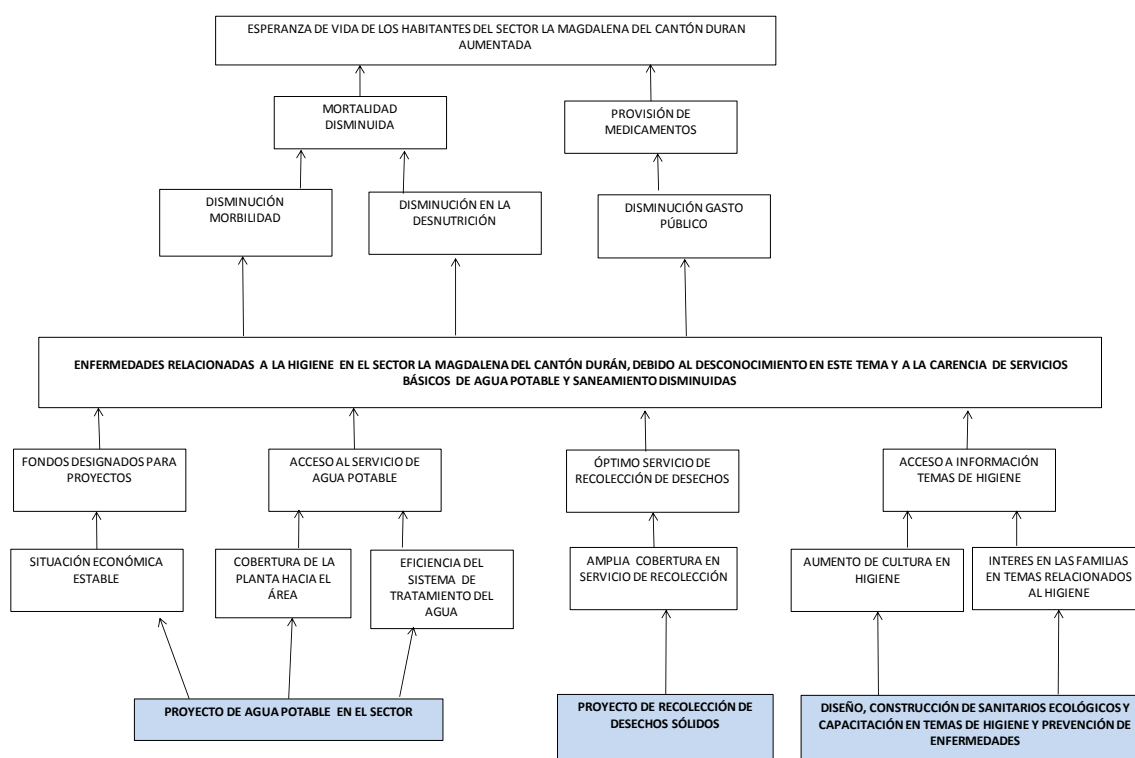 ESPERANZA DE VIDA DE LOS HABITANTES DEL SECTOR LA MAGDALENA DEL CANTÓN DURAN
AUMENTADA
MORTALIDAD
DISMINUIDA
PROVISIÓN DE
MEDICAMENTOS
DISMINUCIÓN
MORBILIDAD
DISMINUCIÓN EN LA
DESNUTRICIÓN
DISMINUCIÓN GASTO
PÚBLICO
ENFERMEDADES RELACIONADAS A LA HIGIENE EN EL SECTOR LA MAGDALENA DEL CANTÓN DURÁN, DEBIDO AL DESCONOCIMIENTO EN ESTE TEMA Y A LA CARENCIA DE SERVICIOS
BÁSICOS DE AGUA POTABLE Y SANEAMIENTO DISMINUIDAS
FONDOS DESIGNADOS PARA
PROYECTOS
ACCESO AL SERVICIO DE
AGUA POTABLE
ÓPTIMO SERVICIO DE
RECOLECCIÓN DE DESECHOS
ACCESO A INFORMACIÓN
TEMAS DE HIGIENE
SITUACIÓN ECONÓMICA
ESTABLE
COBERTURA DE LA
PLANTA HACIA EL
ÁREA
EFICIENCIA DEL
SISTEMA DE
TRATAMIENTO DEL
AGUA
AMPLIA COBERTURA EN
SERVICIO DE RECOLECCIÓN
AUMENTO DE CULTURA EN
HIGIENE
INTERES EN LAS FAMILIAS
EN TEMAS RELACIONADOS
AL HIGIENE
PROYECTO DE AGUA POTABLE EN EL SECTOR
PROYECTO DE RECOLECCIÓN DE
DESECHOS SÓLIDOS
DISEÑO, CONSTRUCCIÓN DE SANITARIOS ECOLÓGICOS Y
CAPACITACIÓN EN TEMAS DE HIGIENE Y PREVENCIÓN DE
ENFERMEDADES